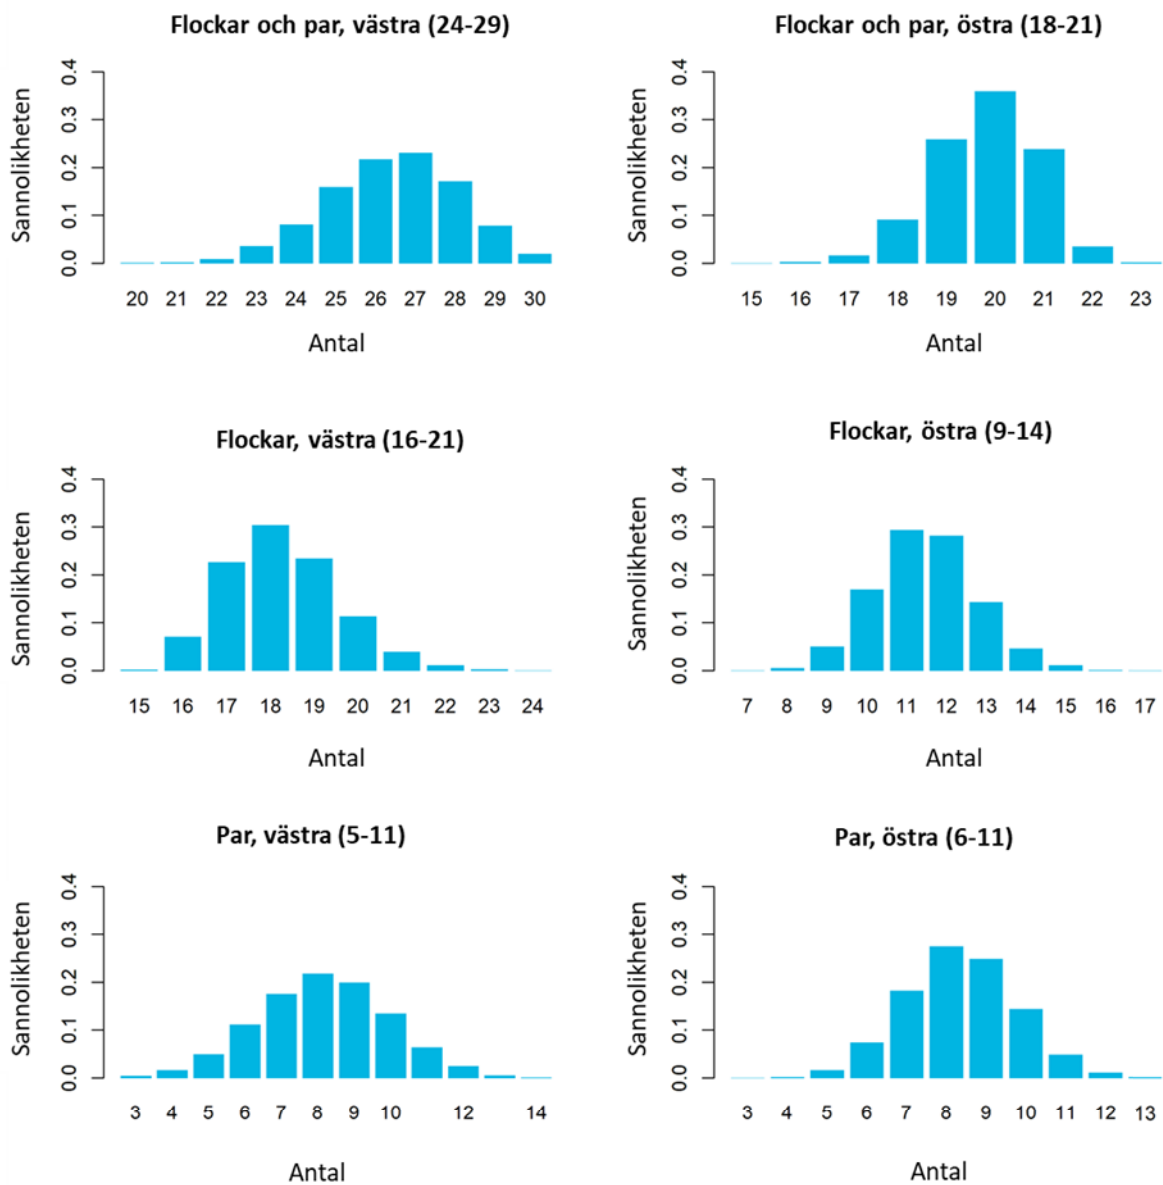 Flockar och par, västra (24-29)
Sannolikheten
0.4
0.3
0.2
0.1
0.0
20 21 22 23 24 25 26 27 28 29 30
Antal
Flockar och par, östra (18-21)
Sannolikheten
0.4
0.3
0.2
0.1
0.0
15 16 17 18 19 20 21 22 23
Antal
Flockar, västra (16-21)
Sannolikheten
0.4
0.3
0.2
0.1
0.0
15 16 17 18 19 20 21 22 23 24
Antal
Flockar, östra (9-14)
Sannolikheten
0.4
0.3
0.2
0.1
0.0
7 8 9 10 11 12 13 14 15 16 17
Antal
Par, västra (5-11)
Sannolikheten
0.4
0.3
0.2
0.1
0.0
3 4 5 6 7 8 9 10 12 14
Antal
Par, östra (6-11)
Sannolikheten
0.4
0.3
0.2
0.1
0.0
3 4 5 6 7 8 9 10 11 12 13
Antal